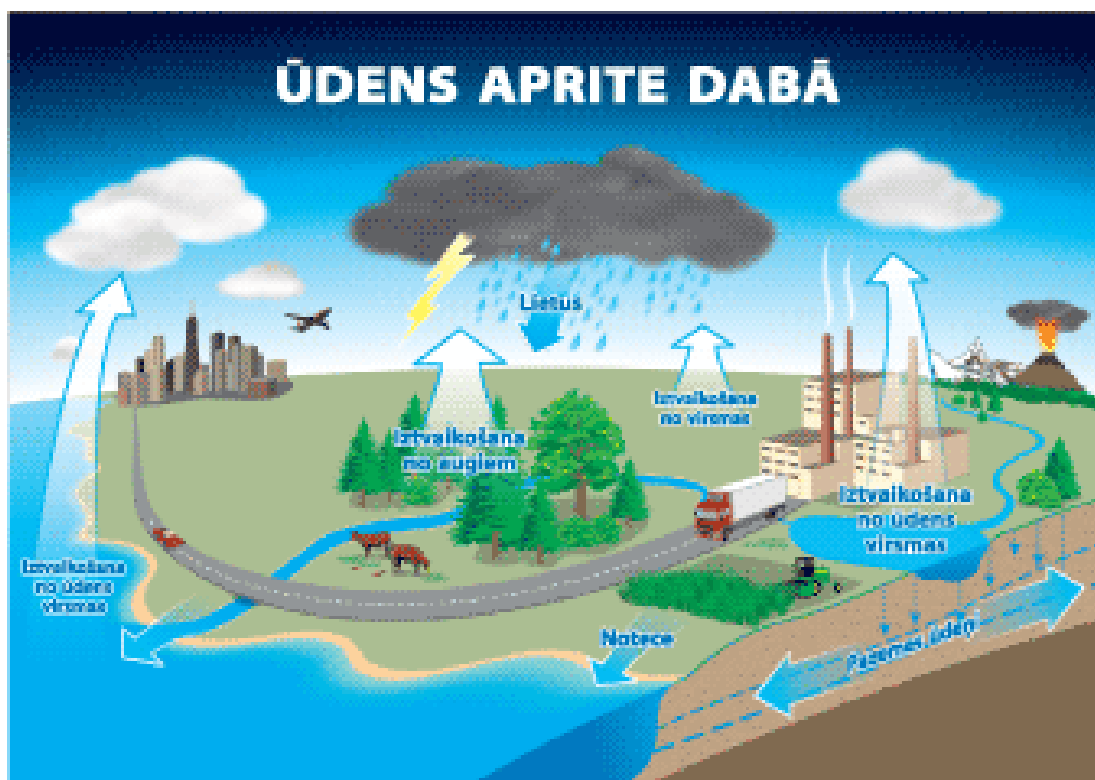 ŪDENS APRITE DABĀ
Lietus
Iztvaikošana
no virsmas
Iztvaikošana
no augiem
Iztvaikošana
no ūdens
virsmas
Iztvaikošana
no ūdens
virsmas
Notece
Pazemes ūdeņi